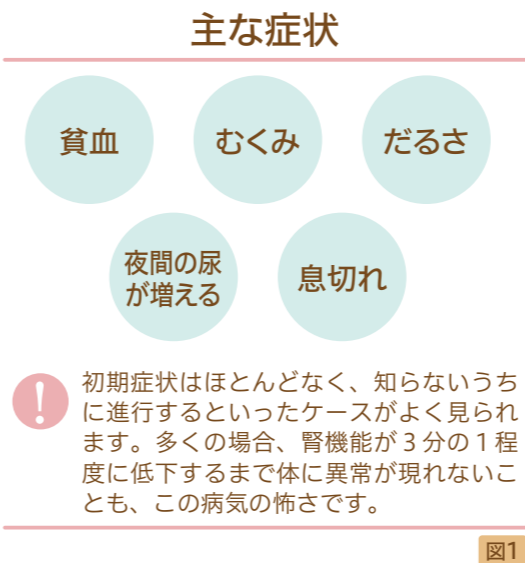 主な症状
貧血
むくみ
だるさ
夜間の尿
が増える
息切れ
!
初期症状はほとんどなく、知らないうち
に進行するといったケースがよく見られ
ます。多くの場合、腎機能が3分の1程
度に低下するまで体に異常が現れないこ
とも、この病気の怖さです。
図1